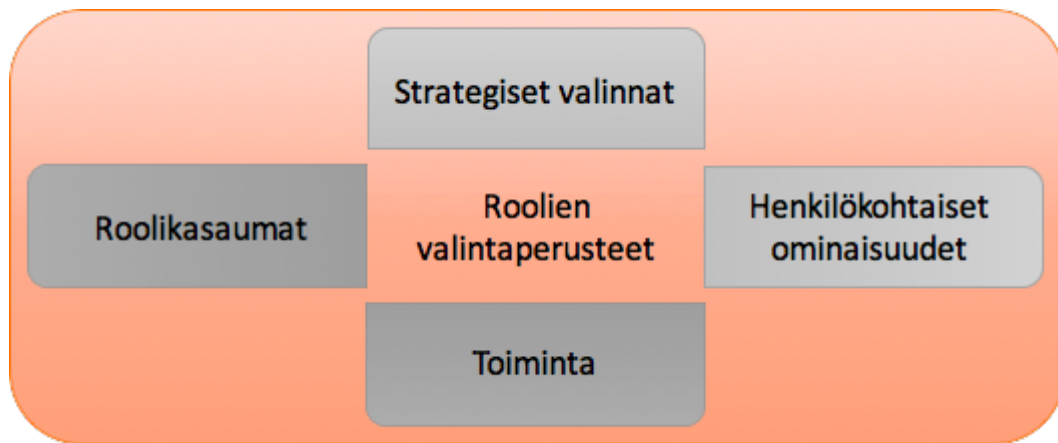 Strategiset valinnat
Roolikasaumat
Roolien
valintaperusteet
Henkilökohtaiset
ominaisuudet
Toiminta